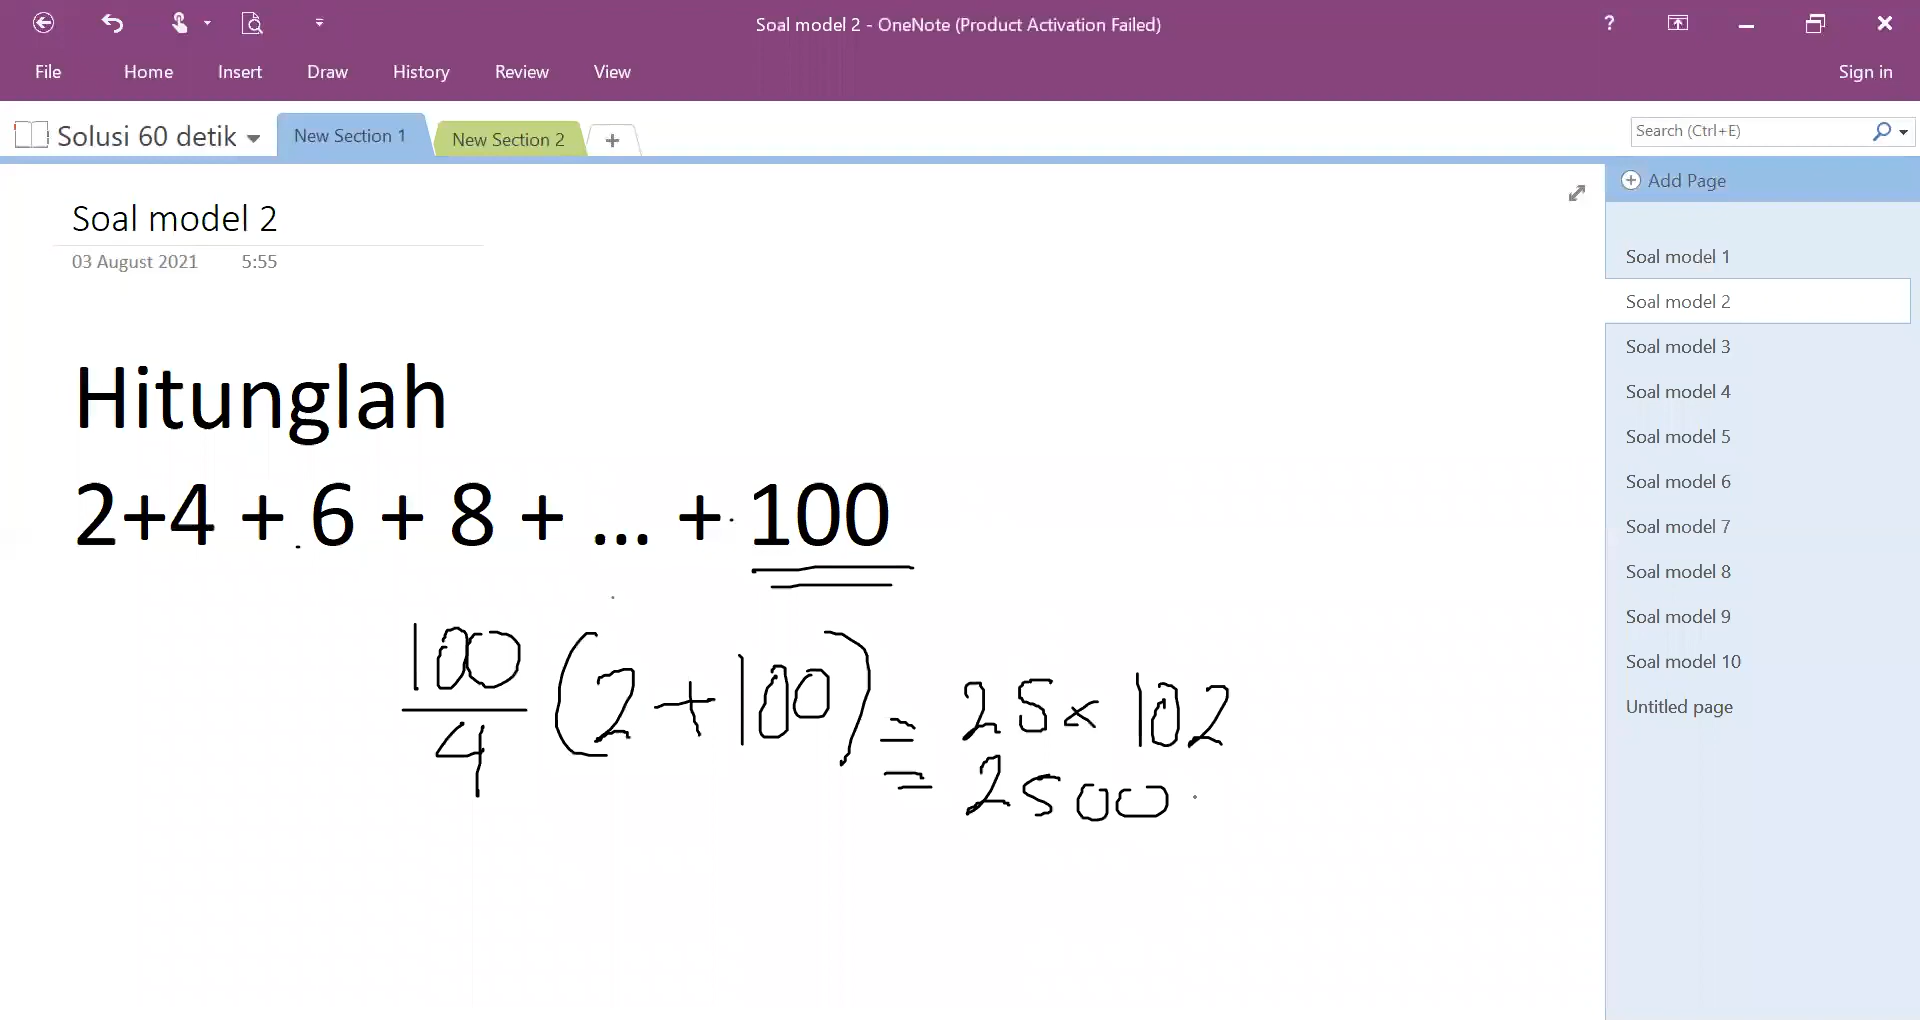 Soal model 2 - OneNote (Product Activation Failed)
?
File Home Insert Draw History Review View Sign in
Solusi 60 detik New Section 1 New Section 2 +
Search (Ctrl+E)
Add Page
Soal model 2
03 August 2021 5:55
Hitunglah
2+4 + 6 + 8 + ... + 100
100/4 (2 + 100) = 25 × 102
= 2500
Soal model 1
Soal model 2
Soal model 3
Soal model 4
Soal model 5
Soal model 6
Soal model 7
Soal model 8
Soal model 9
Soal model 10
Untitled page